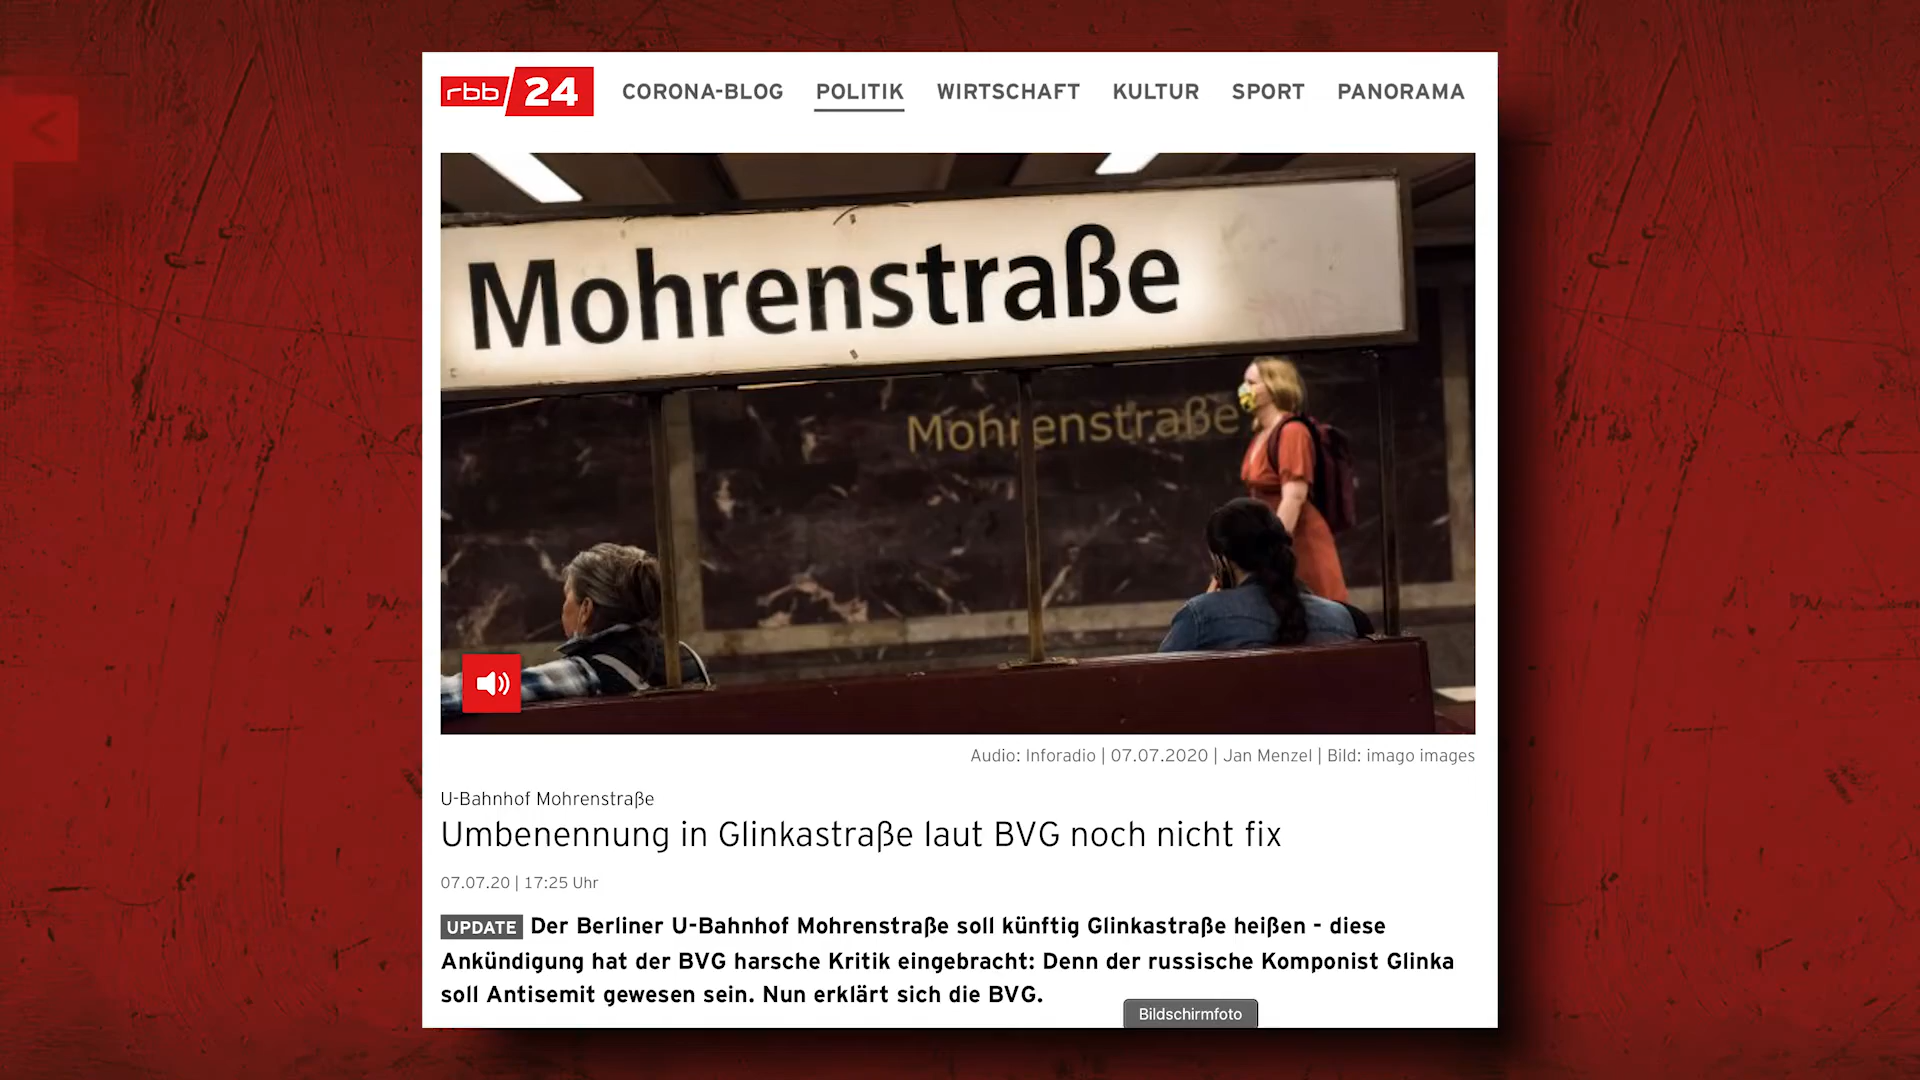 rbb 24 CORONA-BLOG POLITIK WIRTSCHAFT KULTUR SPORT PANORAMA
Mohrenstraße
Mohrenstraße
Audio: Inforadio | 07.07.2020 | Jan Menzel | Bild: imago images
U-Bahnhof Mohrenstraße
Umbenennung in Glinkastraße laut BVG noch nicht fix
07.07.20 | 17:25 Uhr
UPDATE Der Berliner U-Bahnhof Mohrenstraße soll künftig Glinkastraße heißen - diese
Ankündigung hat der BVG harsche Kritik eingebracht: Denn der russische Komponist Glinka
soll Antisemit gewesen sein. Nun erklärt sich die BVG.
Bildschirmfoto